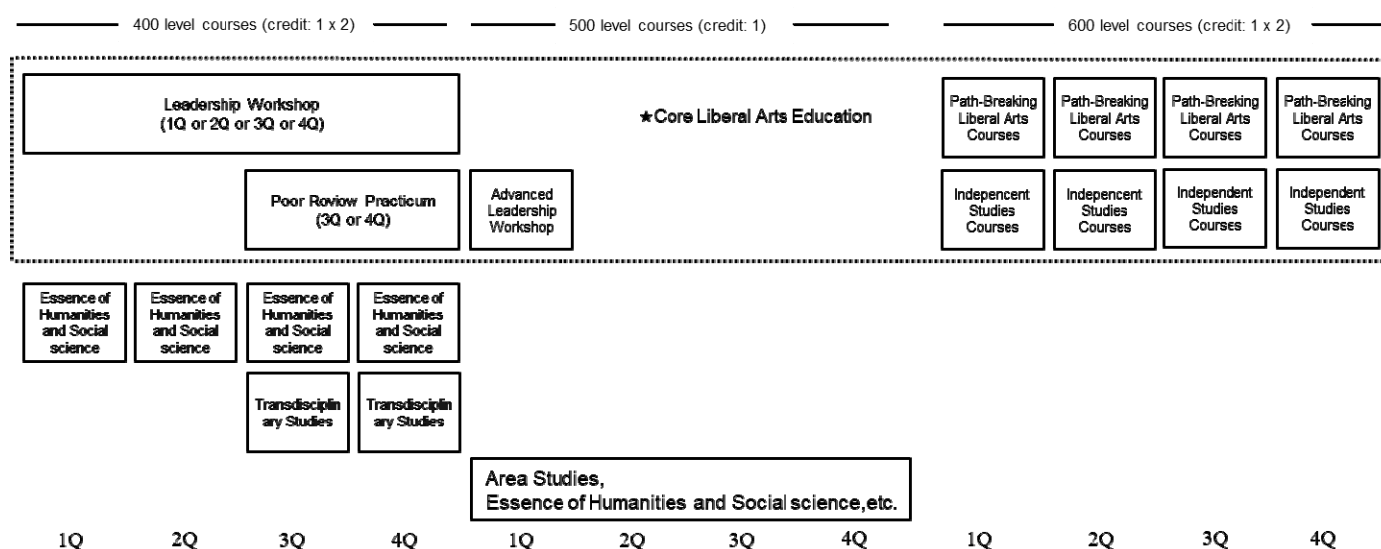 400 level courses (credit: 1 x 2)
500 level courses (credit: 1)
600 level courses (credit: 1 x 2)
Leadership Workshop
(1Q or 2Q or 3Q or 4Q)
★Core Liberal Arts Education
Path-Breaking
Liberal Arts
Courses
Path-Breaking
Liberal Arts
Courses
Path-Breaking
Liberal Arts
Courses
Path-Breaking
Liberal Arts
Courses
Poor Roview Practicum
(3Q or 4Q)
Advanced
Leadership
Workshop
Indepencent
Studies
Courses
Indepencent
Studies
Courses
Independent
Studies
Courses
Independent
Studies
Courses
Essence of
Humanities
and Social
science
Essence of
Humanities
and Social
science
Essence of
Humanities
and Social
science
Essence of
Humanities
and Social
science
Transdisciplin
ary Studies
Transdisciplin
ary Studies
Area Studies,
Essence of Humanities and Social science,etc.
1Q
2Q
3Q
4Q
1Q
2Q
3Q
4Q
1Q
2Q
3Q
4Q